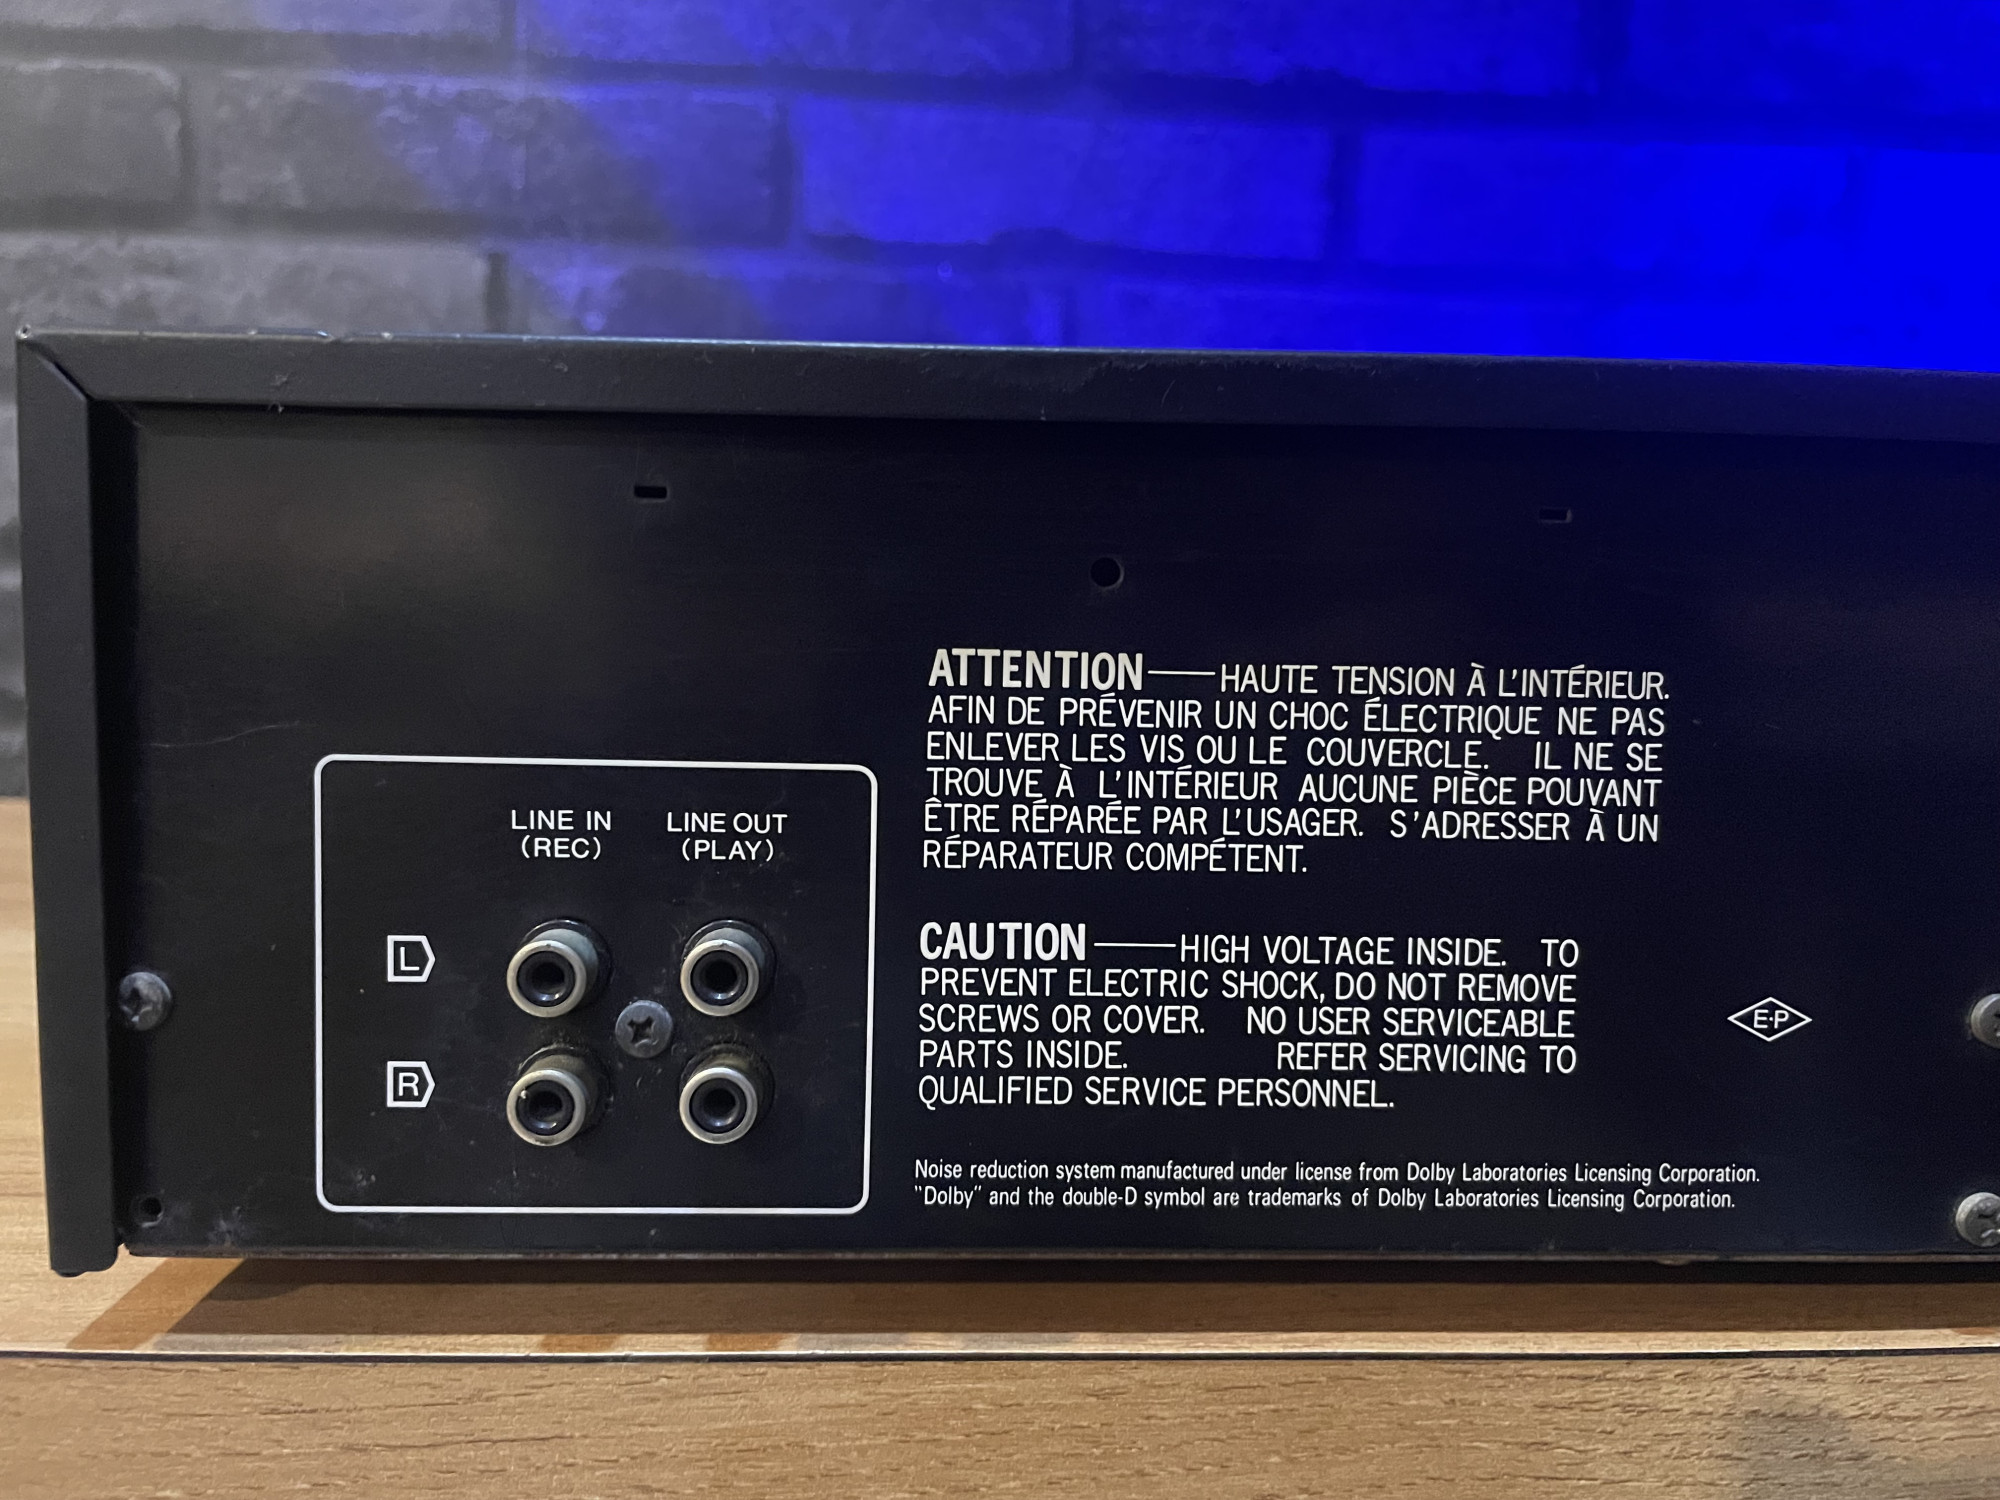 LINE IN LINE OUT
(REC) (PLAY)
L
R
ATTENTION—HAUTE TENSION À L'INTÉRIEUR.
AFIN DE PRÉVENIR UN CHOC ÉLECTRIQUE NE PAS
ENLEVER LES VIS OU LE COUVERCLE. IL NE SE
TROUVE À L'INTÉRIEUR AUCUNE PIÈCE POUVANT
ÊTRE RÉPARÉE PAR L'USAGER. S'ADRESSER À UN
RÉPARATEUR COMPÉTENT.
CAUTION—HIGH VOLTAGE INSIDE. TO
PREVENT ELECTRIC SHOCK, DO NOT REMOVE
SCREWS OR COVER. NO USER SERVICEABLE
PARTS INSIDE. REFER SERVICING TO
QUALIFIED SERVICE PERSONNEL.
E·P
Noise reduction system manufactured under license from Dolby Laboratories Licensing Corporation.
"Dolby" and the double-D symbol are trademarks of Dolby Laboratories Licensing Corporation.